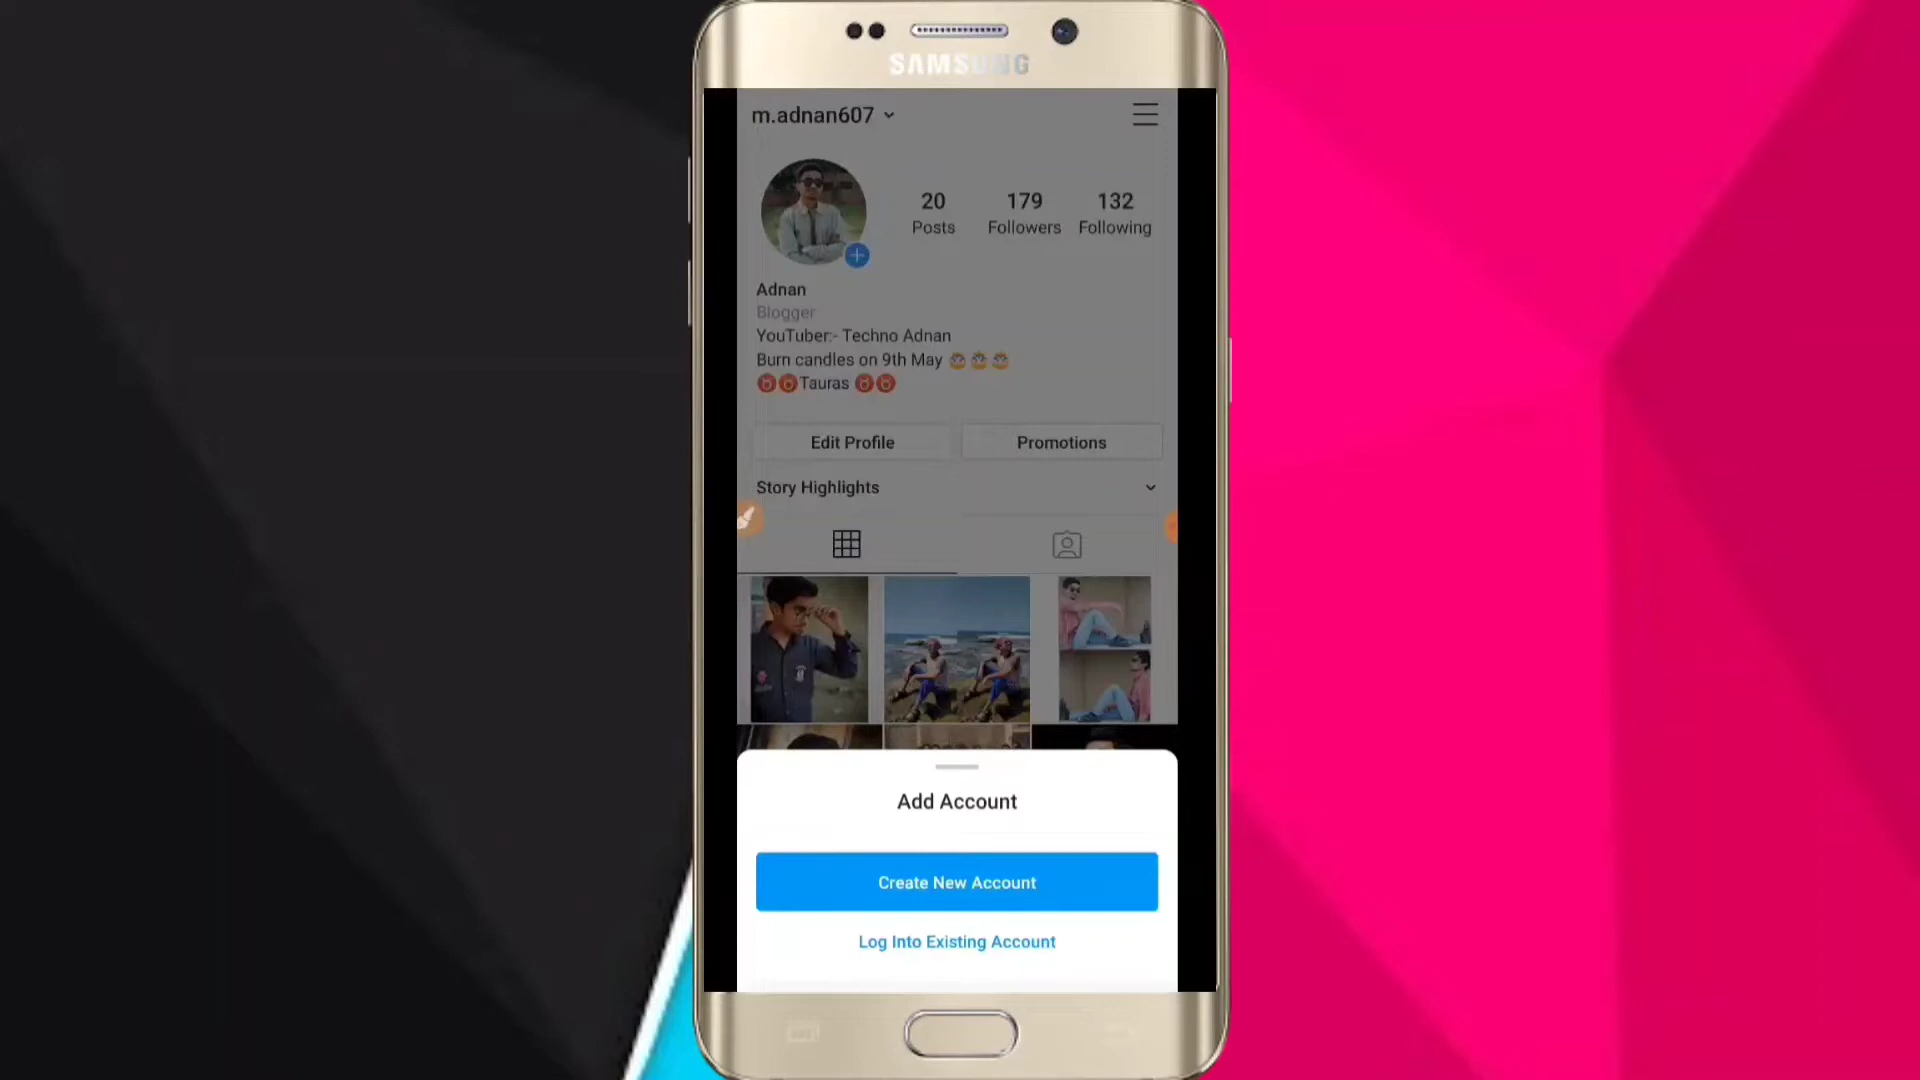 SAMSUNG
m.adnan607
20 179 132
Posts Followers Following
Adnan
Blogger
YouTuber:- Techno Adnan
Burn candles on 9th May 🎂🎂🎂
♉♉Tauras ♉♉
Edit Profile Promotions
Story Highlights
Add Account
Create New Account
Log Into Existing Account